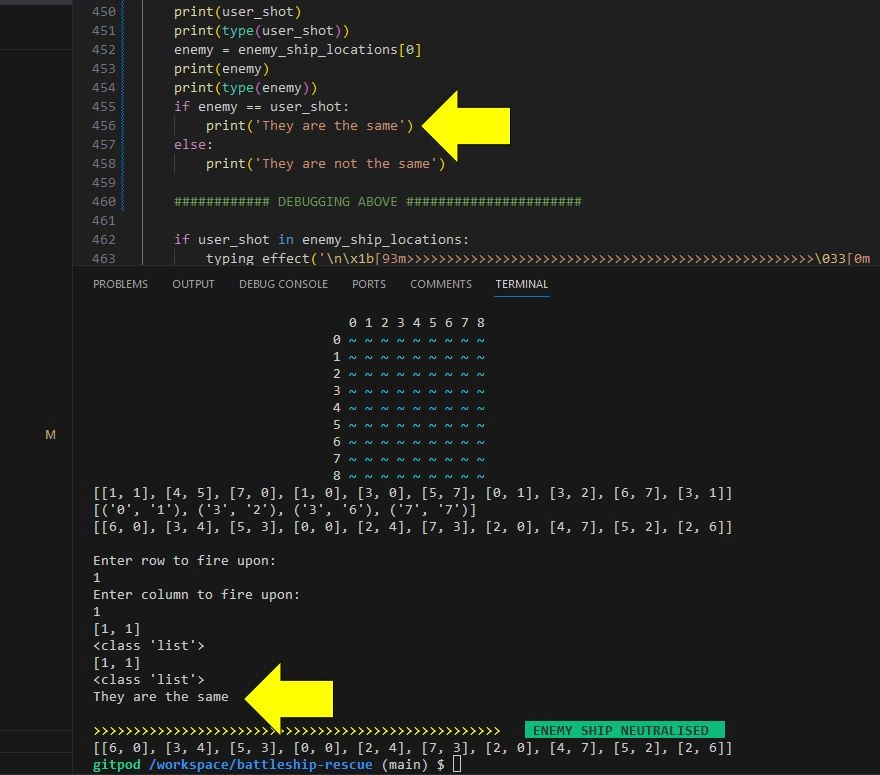 450 print(user_shot)
451 print(type(user_shot))
452 enemy = enemy_ship_locations[0]
453 print(enemy)
454 print(type(enemy))
455 if enemy == user_shot:
456 print('They are the same')
457 else:
458 print('They are not the same')
459
460 ############ DEBUGGING ABOVE ######################
461
462 if user_shot in enemy_ship_locations:
463 typing_effect('\n\x1b[93m>>>>>>>>>>>>>>>>>>>>>>>>>>>>>>>>>>>>>>>>>>>>>>>>>>>\033[0m
PROBLEMS OUTPUT DEBUG CONSOLE PORTS COMMENTS TERMINAL
0 1 2 3 4 5 6 7 8
0 ~ ~ ~ ~ ~ ~ ~ ~ ~
1 ~ ~ ~ ~ ~ ~ ~ ~ ~
2 ~ ~ ~ ~ ~ ~ ~ ~ ~
3 ~ ~ ~ ~ ~ ~ ~ ~ ~
4 ~ ~ ~ ~ ~ ~ ~ ~ ~
5 ~ ~ ~ ~ ~ ~ ~ ~ ~
6 ~ ~ ~ ~ ~ ~ ~ ~ ~
7 ~ ~ ~ ~ ~ ~ ~ ~ ~
M
8 ~ ~ ~ ~ ~ ~ ~ ~ ~
[[1, 1], [4, 5], [7, 0], [1, 0], [3, 0], [5, 7], [0, 1], [3, 2], [6, 7], [3, 1]]
[('0', '1'), ('3', '2'), ('3', '6'), ('7', '7')]
[[6, 0], [3, 4], [5, 3], [0, 0], [2, 4], [7, 3], [2, 0], [4, 7], [5, 2], [2, 6]]
Enter row to fire upon:
1
Enter column to fire upon:
1
[1, 1]
<class 'list'>
[1, 1]
<class 'list'>
They are the same
>>>>>>>>>>>>>>>>>>>>>>>>>>>>>>>>>>>>>>>>>>>>>>>>>>> ENEMY SHIP NEUTRALISED
[[6, 0], [3, 4], [5, 3], [0, 0], [2, 4], [7, 3], [2, 0], [4, 7], [5, 2], [2, 6]]
gitpod /workspace/battleship-rescue (main) $